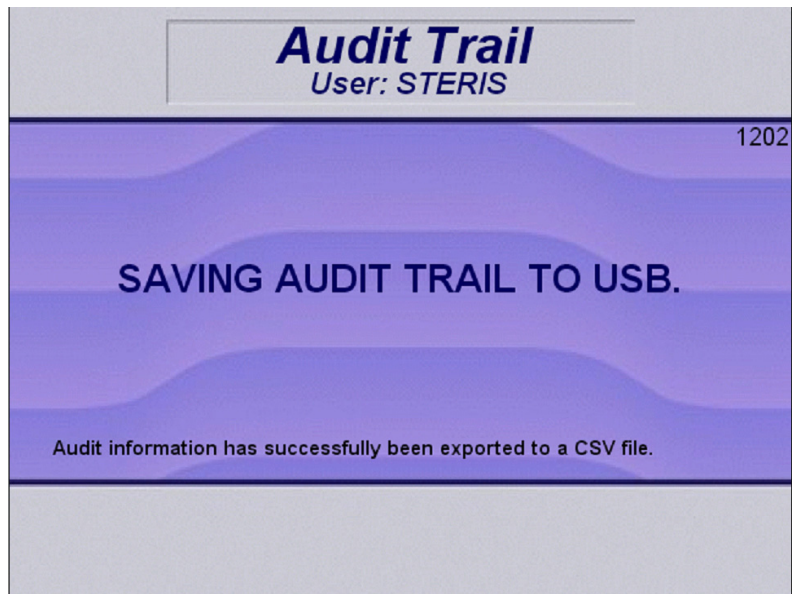 Audit Trail
User: STERIS
1202
SAVING AUDIT TRAIL TO USB.
Audit information has successfully been exported to a CSV file.